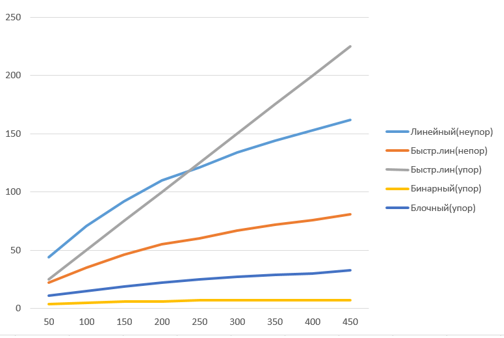 250
200
150
100
50
0
50 100 150 200 250 300 350 400 450
Линейный(неупор)
Быстр.лин(непор)
Быстр.лин(упор)
Бинарный(упор)
Блочный(упор)